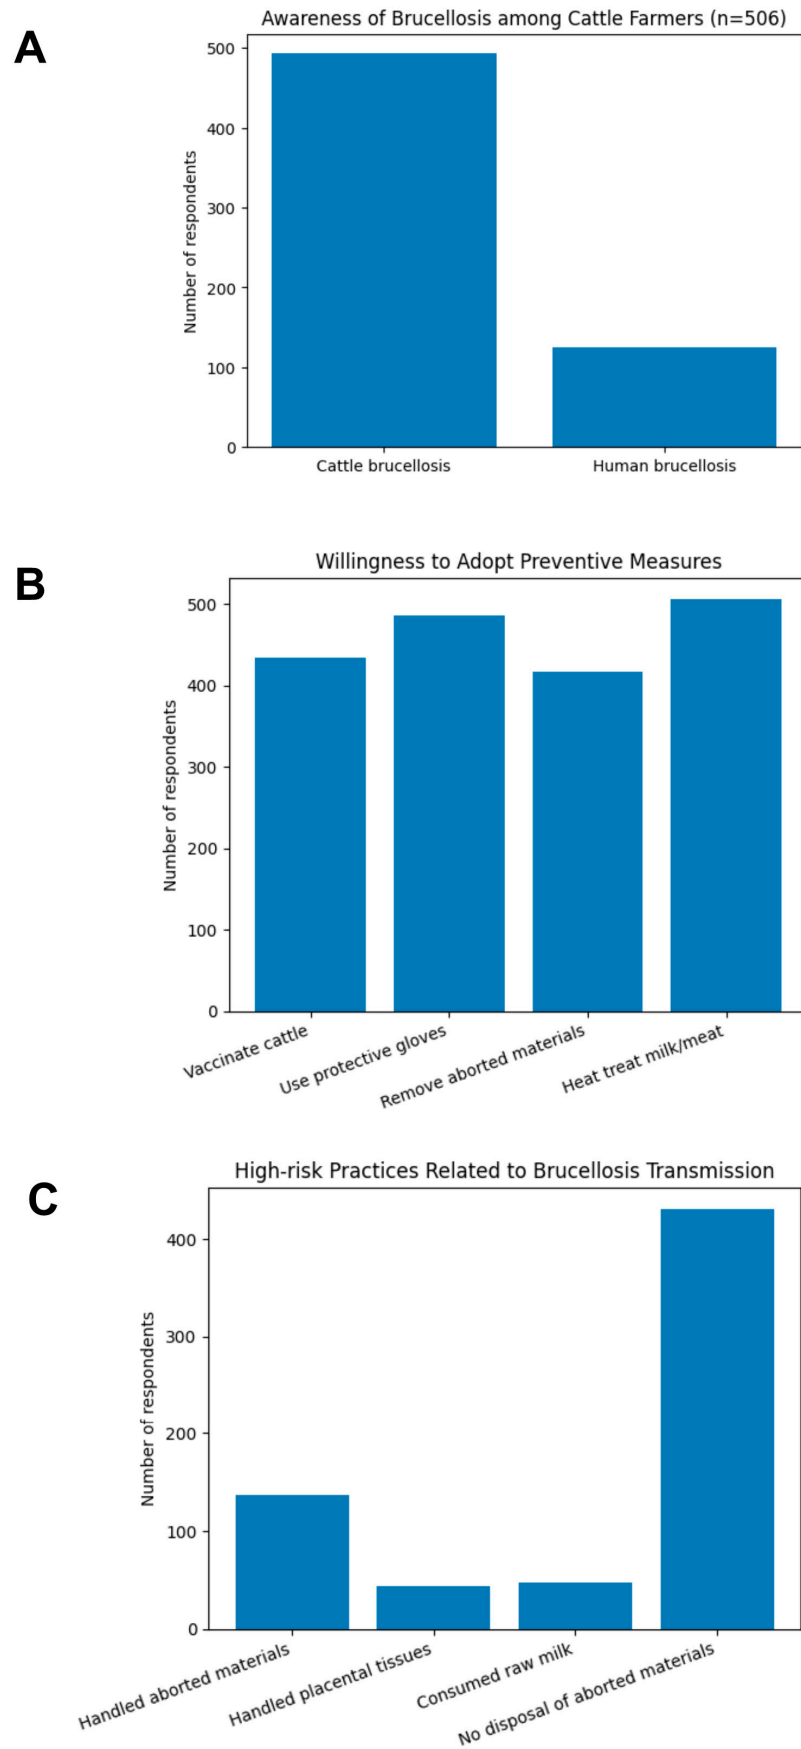 A
Awareness of Brucellosis among Cattle Farmers (n=506)
Number of respondents
500
400
300
200
100
0
Cattle brucellosis
Human brucellosis
B
Willingness to Adopt Preventive Measures
Number of respondents
500
400
300
200
100
0
Vaccinate cattle
Use protective gloves
Remove aborted materials
Heat treat milk/meat
C
High-risk Practices Related to Brucellosis Transmission
Number of respondents
400
300
200
100
0
Handled aborted materials
Handled placental tissues
Consumed raw milk
No disposal of aborted materials